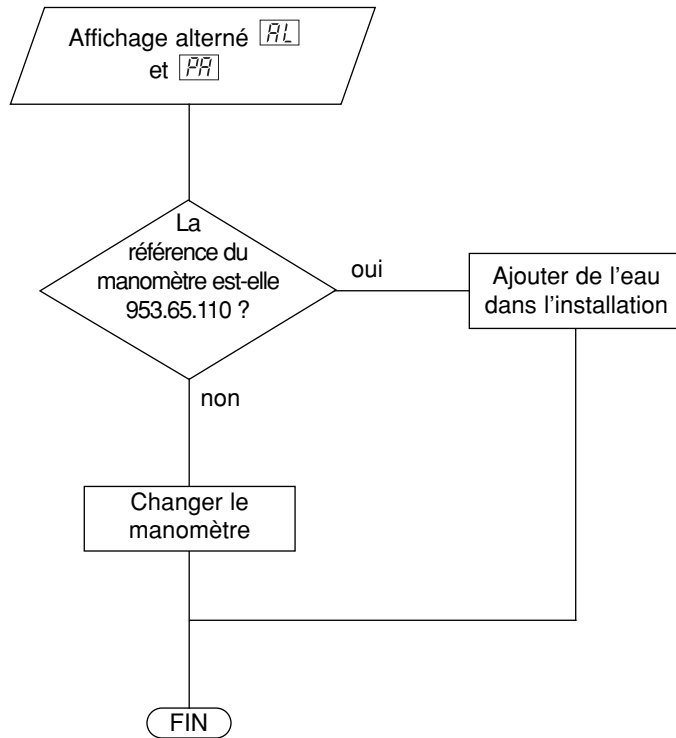 Affichage alterné AL
et PA
La
référence du
manomètre est-elle
953.65.110 ?
oui
Ajouter de l'eau
dans l'installation
non
Changer le
manomètre
FIN